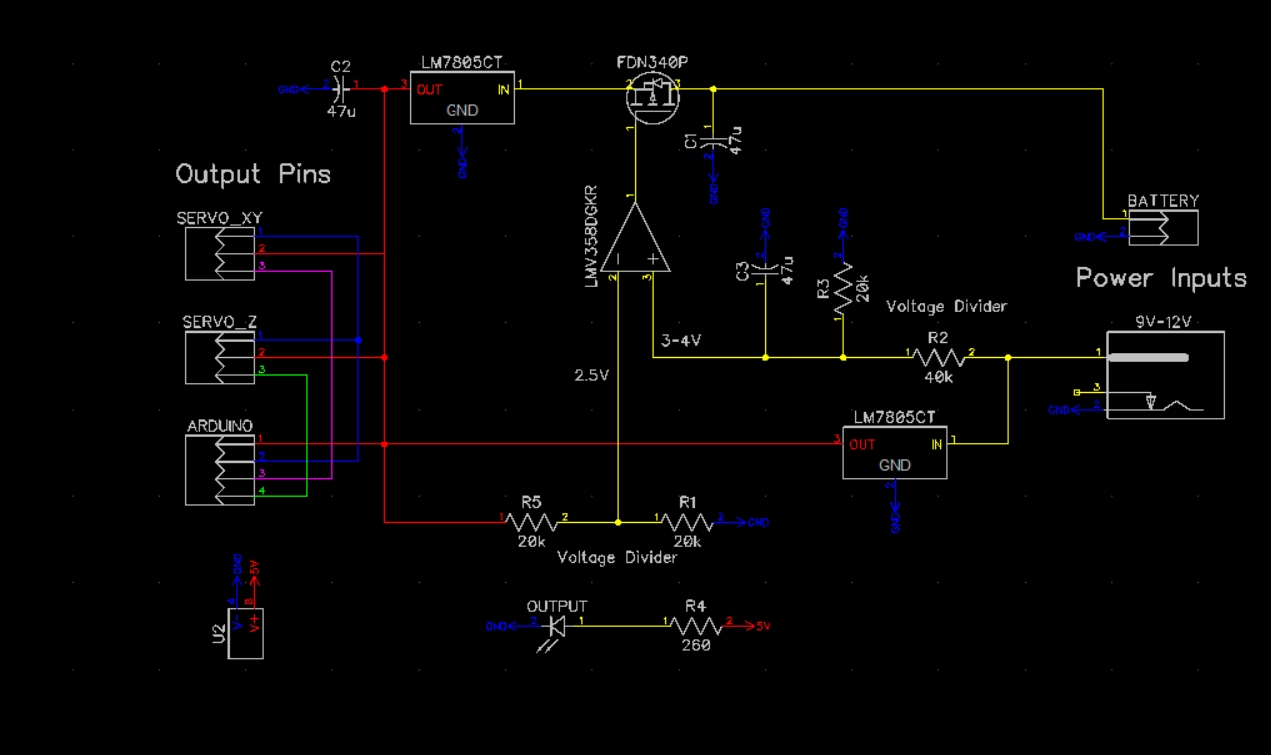 C2
GND 2 1
47u
LM7805CT
3 OUT IN 1
GND
2
GND
FDN340P
2 3
1
C1
1
47u
2
GND
Output Pins
SERVO_XY
1
2
3
SERVO_Z
1
2
3
ARDUINO
1
2
3
4
LMV358DGKR
1
- +
2 3
GND
2
C3
47u
1
GND
2
R3
20k
1
Voltage Divider
BATTERY
1
GND 2
Power Inputs
9V-12V
1
3
GND 2
3-4V
2.5V
R2
1 2
40k
LM7805CT
3 OUT IN 1
GND
2
GND
R5
1 2
20k
R1
1 2 GND
20k
Voltage Divider
GND 5V
4 8
V- V+
U2
OUTPUT
GND 2 1
R4
1 2 5V
260